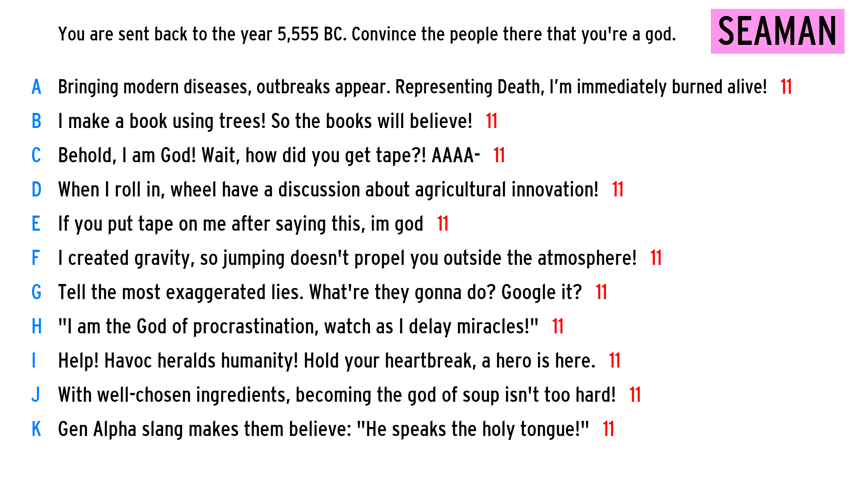 You are sent back to the year 5,555 BC. Convince the people there that you're a god.
SEAMAN
A Bringing modern diseases, outbreaks appear. Representing Death, I'm immediately burned alive! 11
B I make a book using trees! So the books will believe! 11
C Behold, I am God! Wait, how did you get tape?! AAAA- 11
D When I roll in, wheel have a discussion about agricultural innovation! 11
E If you put tape on me after saying this, im god 11
F I created gravity, so jumping doesn't propel you outside the atmosphere! 11
G Tell the most exaggerated lies. What're they gonna do? Google it? 11
H "I am the God of procrastination, watch as I delay miracles!" 11
I Help! Havoc heralds humanity! Hold your heartbreak, a hero is here. 11
J With well-chosen ingredients, becoming the god of soup isn't too hard! 11
K Gen Alpha slang makes them believe: "He speaks the holy tongue!" 11